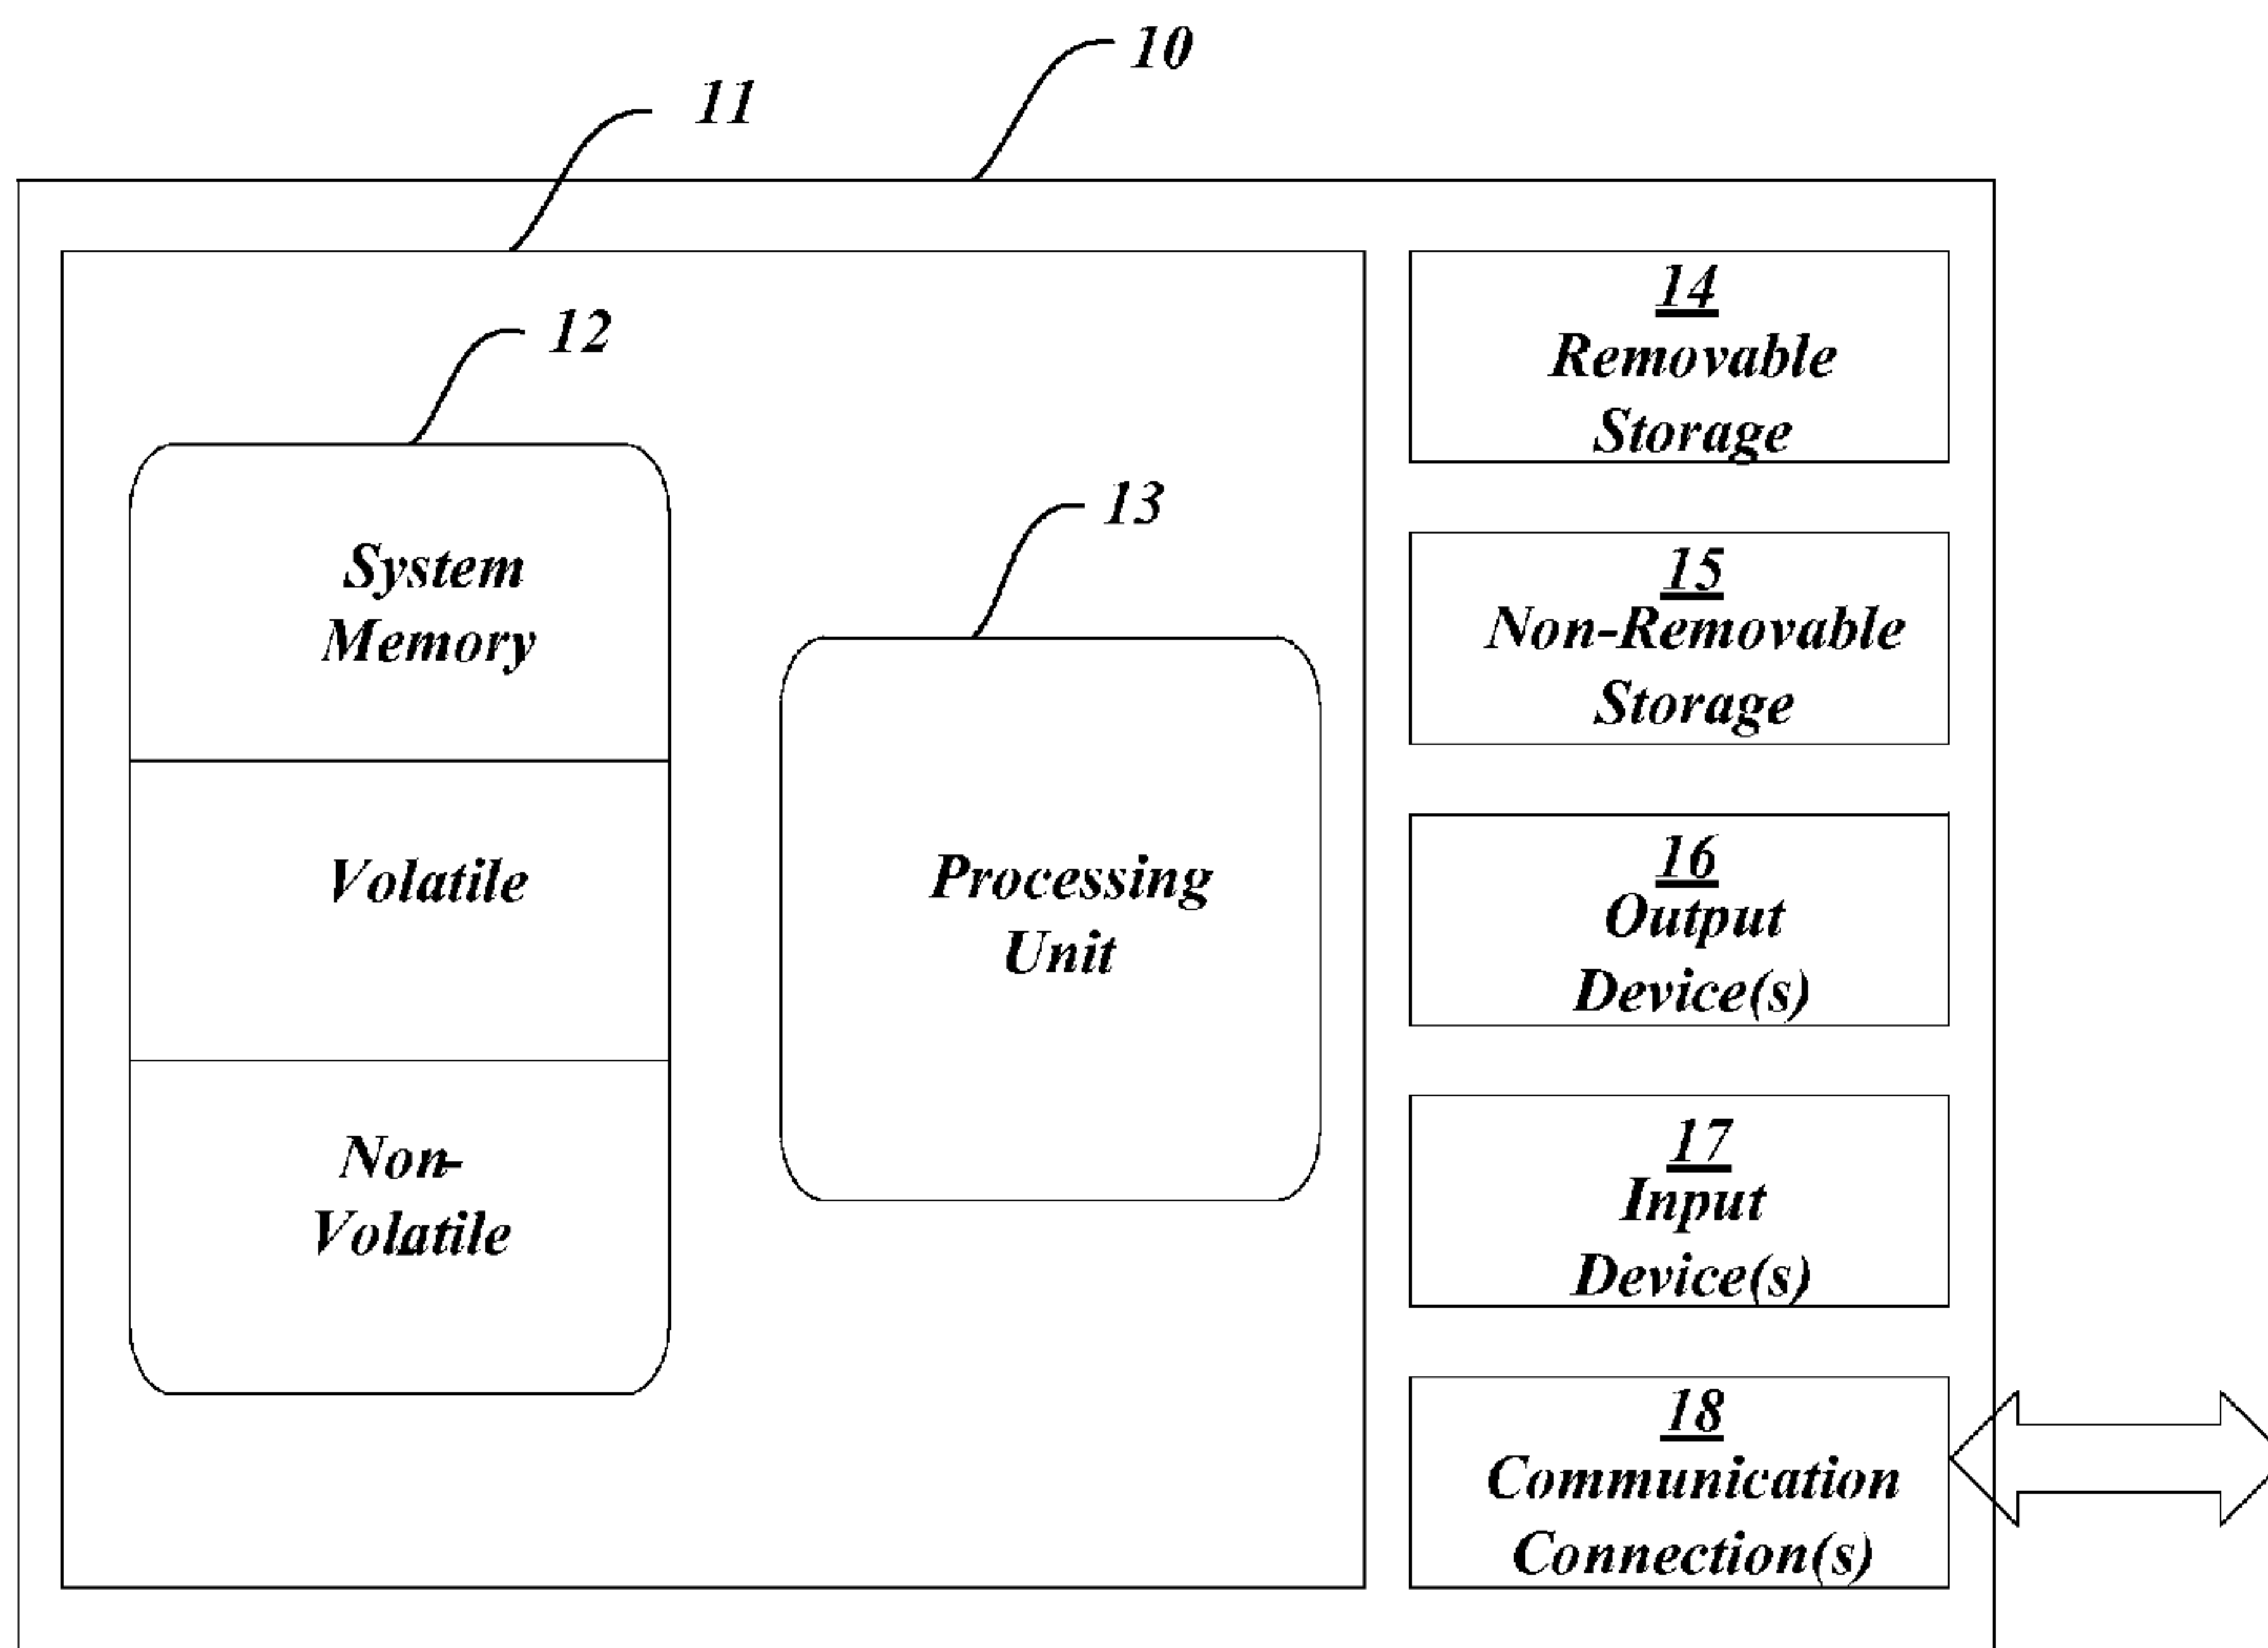 10
11
12
System
Memory
Volatile
Non-
Volatile
13
Processing
Unit
14
Removable
Storage
15
Non-Removable
Storage
16
Output
Device(s)
17
Input
Device(s)
18
Communication
Connection(s)